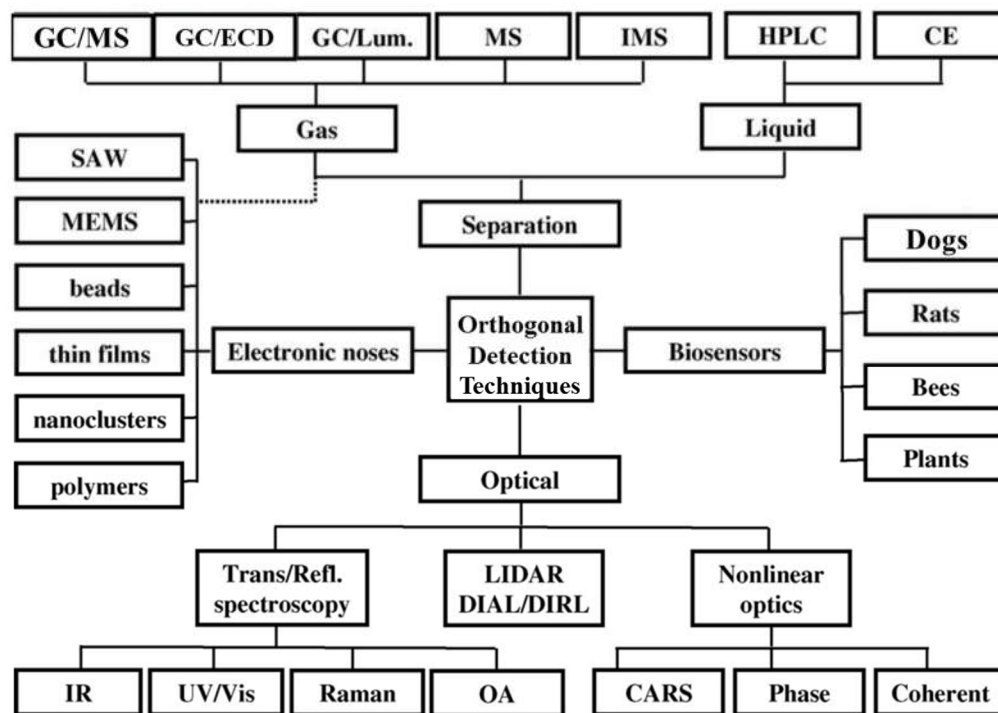 GC/MS
GC/ECD
GC/Lum.
MS
IMS
HPLC
CE
Gas
Liquid
SAW
MEMS
beads
thin films
nanoclusters
polymers
Separation
Electronic noses
Orthogonal
Detection
Techniques
Biosensors
Dogs
Rats
Bees
Plants
Optical
Trans/Refl.
spectroscopy
LIDAR
DIAL/DIRL
Nonlinear
optics
IR
UV/Vis
Raman
OA
CARS
Phase
Coherent